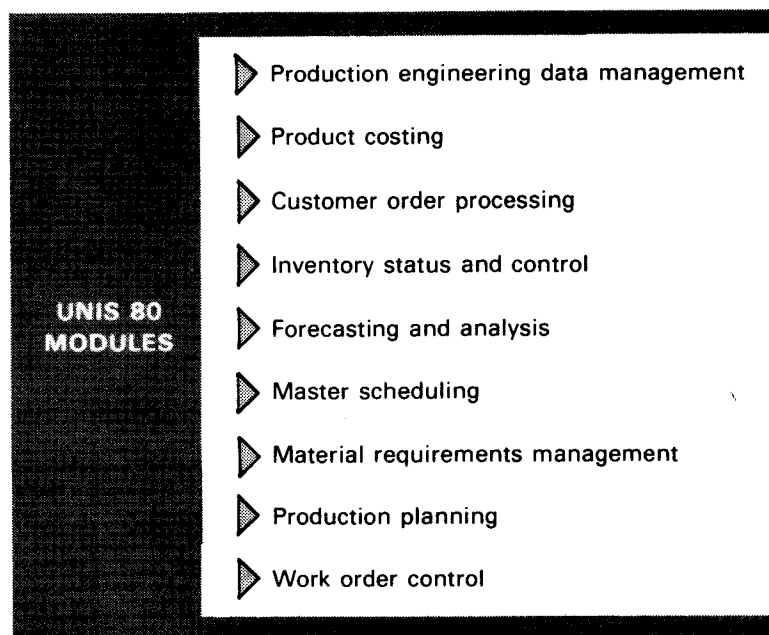 UNIS 80
MODULES
Production engineering data management
Product costing
Customer order processing
Inventory status and control
Forecasting and analysis
Master scheduling
Material requirements management
Production planning
Work order control